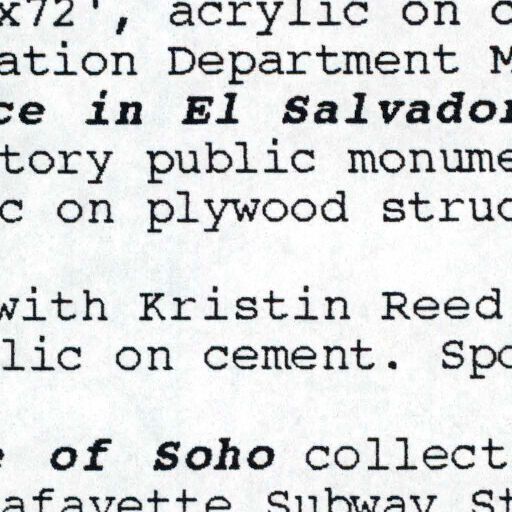 x72', acrylic on c
ation Department M
ce in El Salvador
tory public monume
c on plywood struc
with Kristin Reed
lic on cement. Spo
e of Soho collect
afayette Subway St